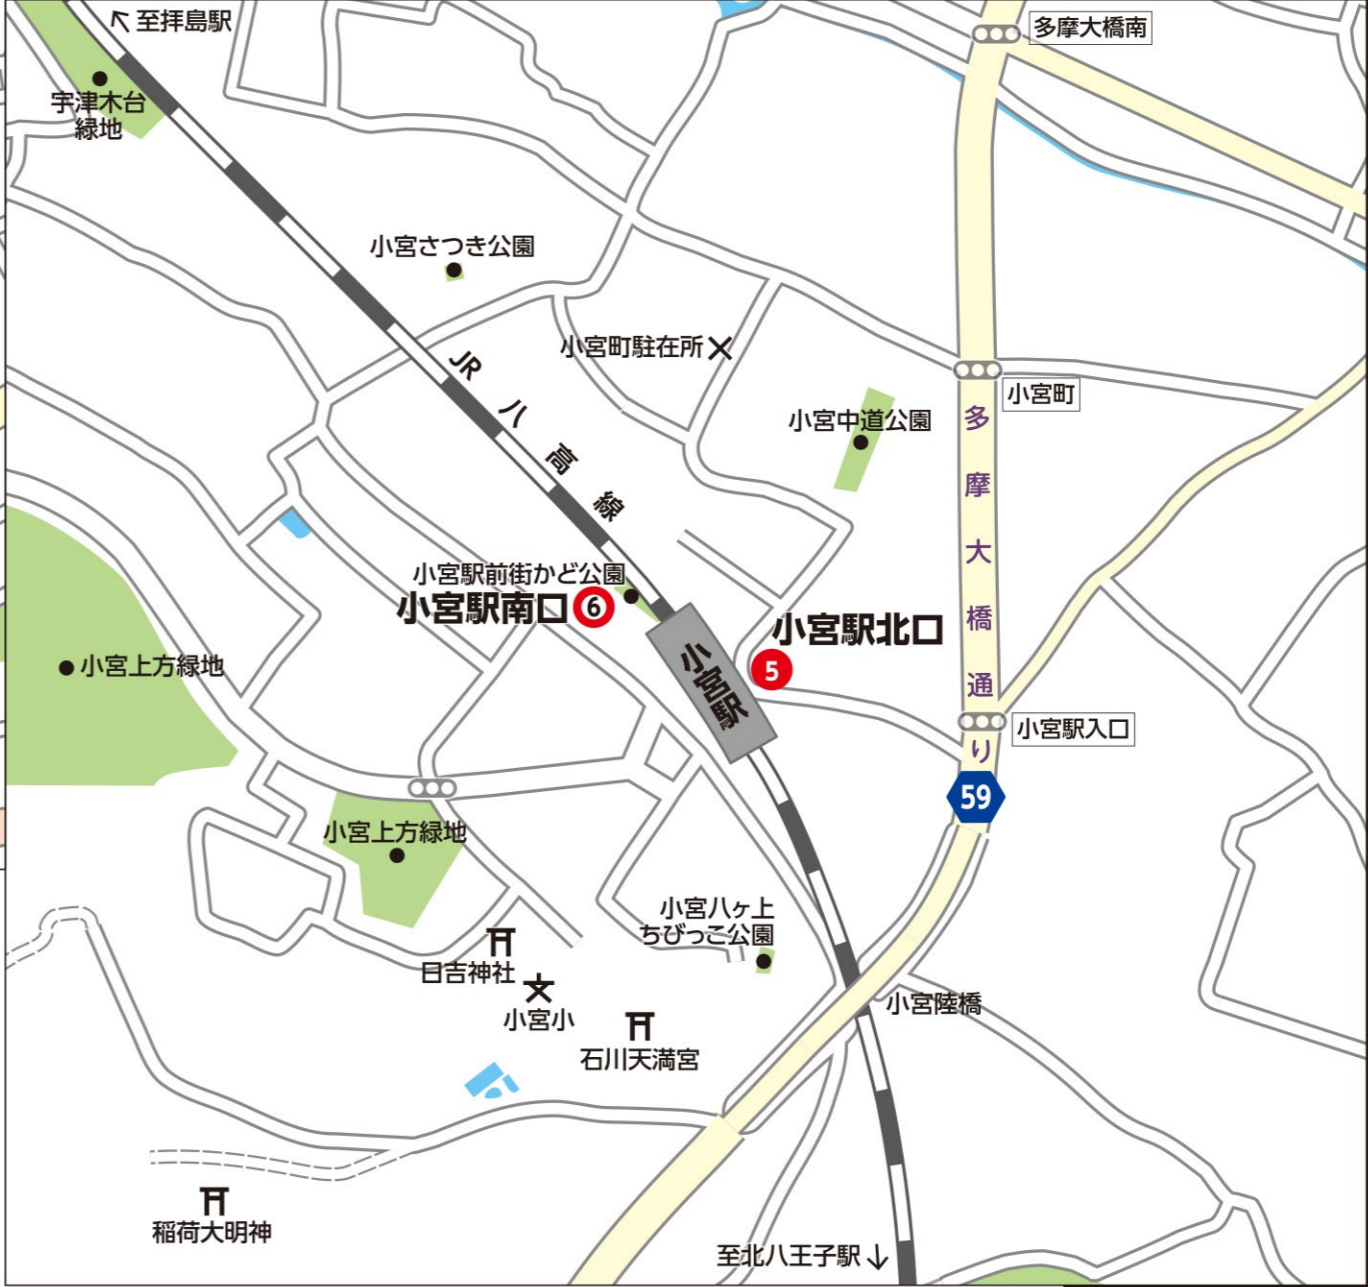 至拝島駅
多摩大橋南
宇津木台
緑地
小宮さつき公園
小宮町駐在所
JR八高線
小宮町
小宮中道公園
多摩大橋通り
小宮駅前街かど公園
小宮駅南口 6
小宮駅北口
5
小宮駅
小宮上方緑地
小宮駅入口
59
小宮上方緑地
小宮八ヶ上
ちびっこ公園
日吉神社
小宮小
石川天満宮
小宮陸橋
稲荷大明神
至北八王子駅